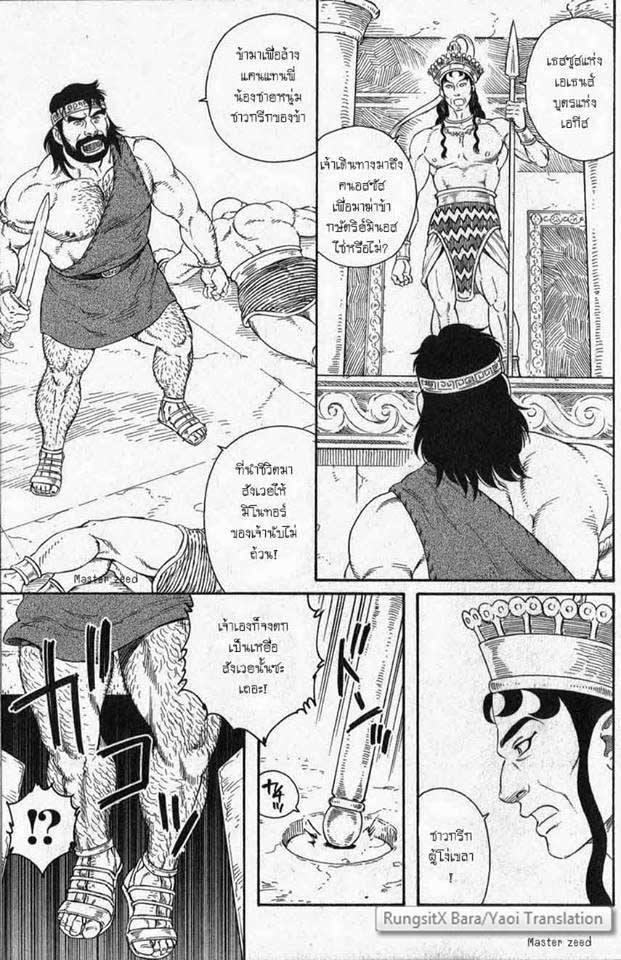 เธสซูสแห่ง
เอเธนส์
บุตรแห่ง
เอทัส
เจ้าเดินทางมาถึง
คนอสซัส
เพื่อมาฆ่าข้า
กษัตริย์มินอส
ใช่หรือไม่?
ข้ามาเพื่อล้าง
แค้นแทนพี่
น้องชายหนุ่ม
ชาวกรีกของข้า
ที่นำชีวิตมา
สังเวยให้
มิโนทอร์
ของเจ้านับไม่
ถ้วน!
Master zeed
ชาวกรีก
ผู้โง่เขลา
!
ドン
เจ้าเองก็จงตก
เป็นเหยื่อ
สังเวยนั้นซะ
เถอะ!
ガコッ
!?
RungsitX Bara/Yaoi Translation
Master zeed